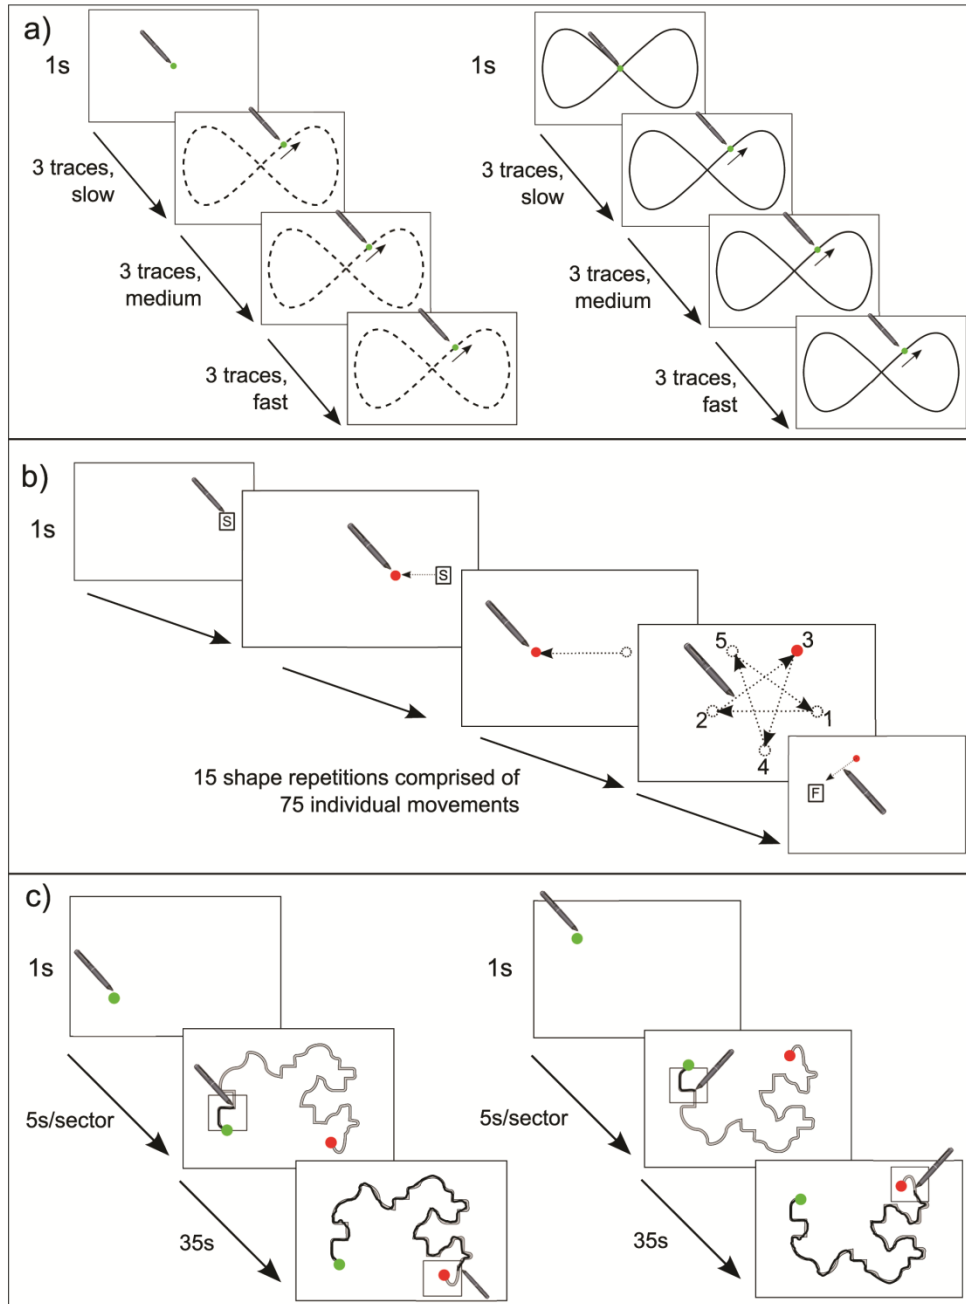 a)
1s
3 traces,
slow
3 traces,
medium
3 traces,
fast
1s
3 traces,
slow
3 traces,
medium
3 traces,
fast
b)
1s
S
S
5
3
2
1
4
F
15 shape repetitions comprised of
75 individual movements
c)
1s
5s/sector
35s
1s
5s/sector
35s